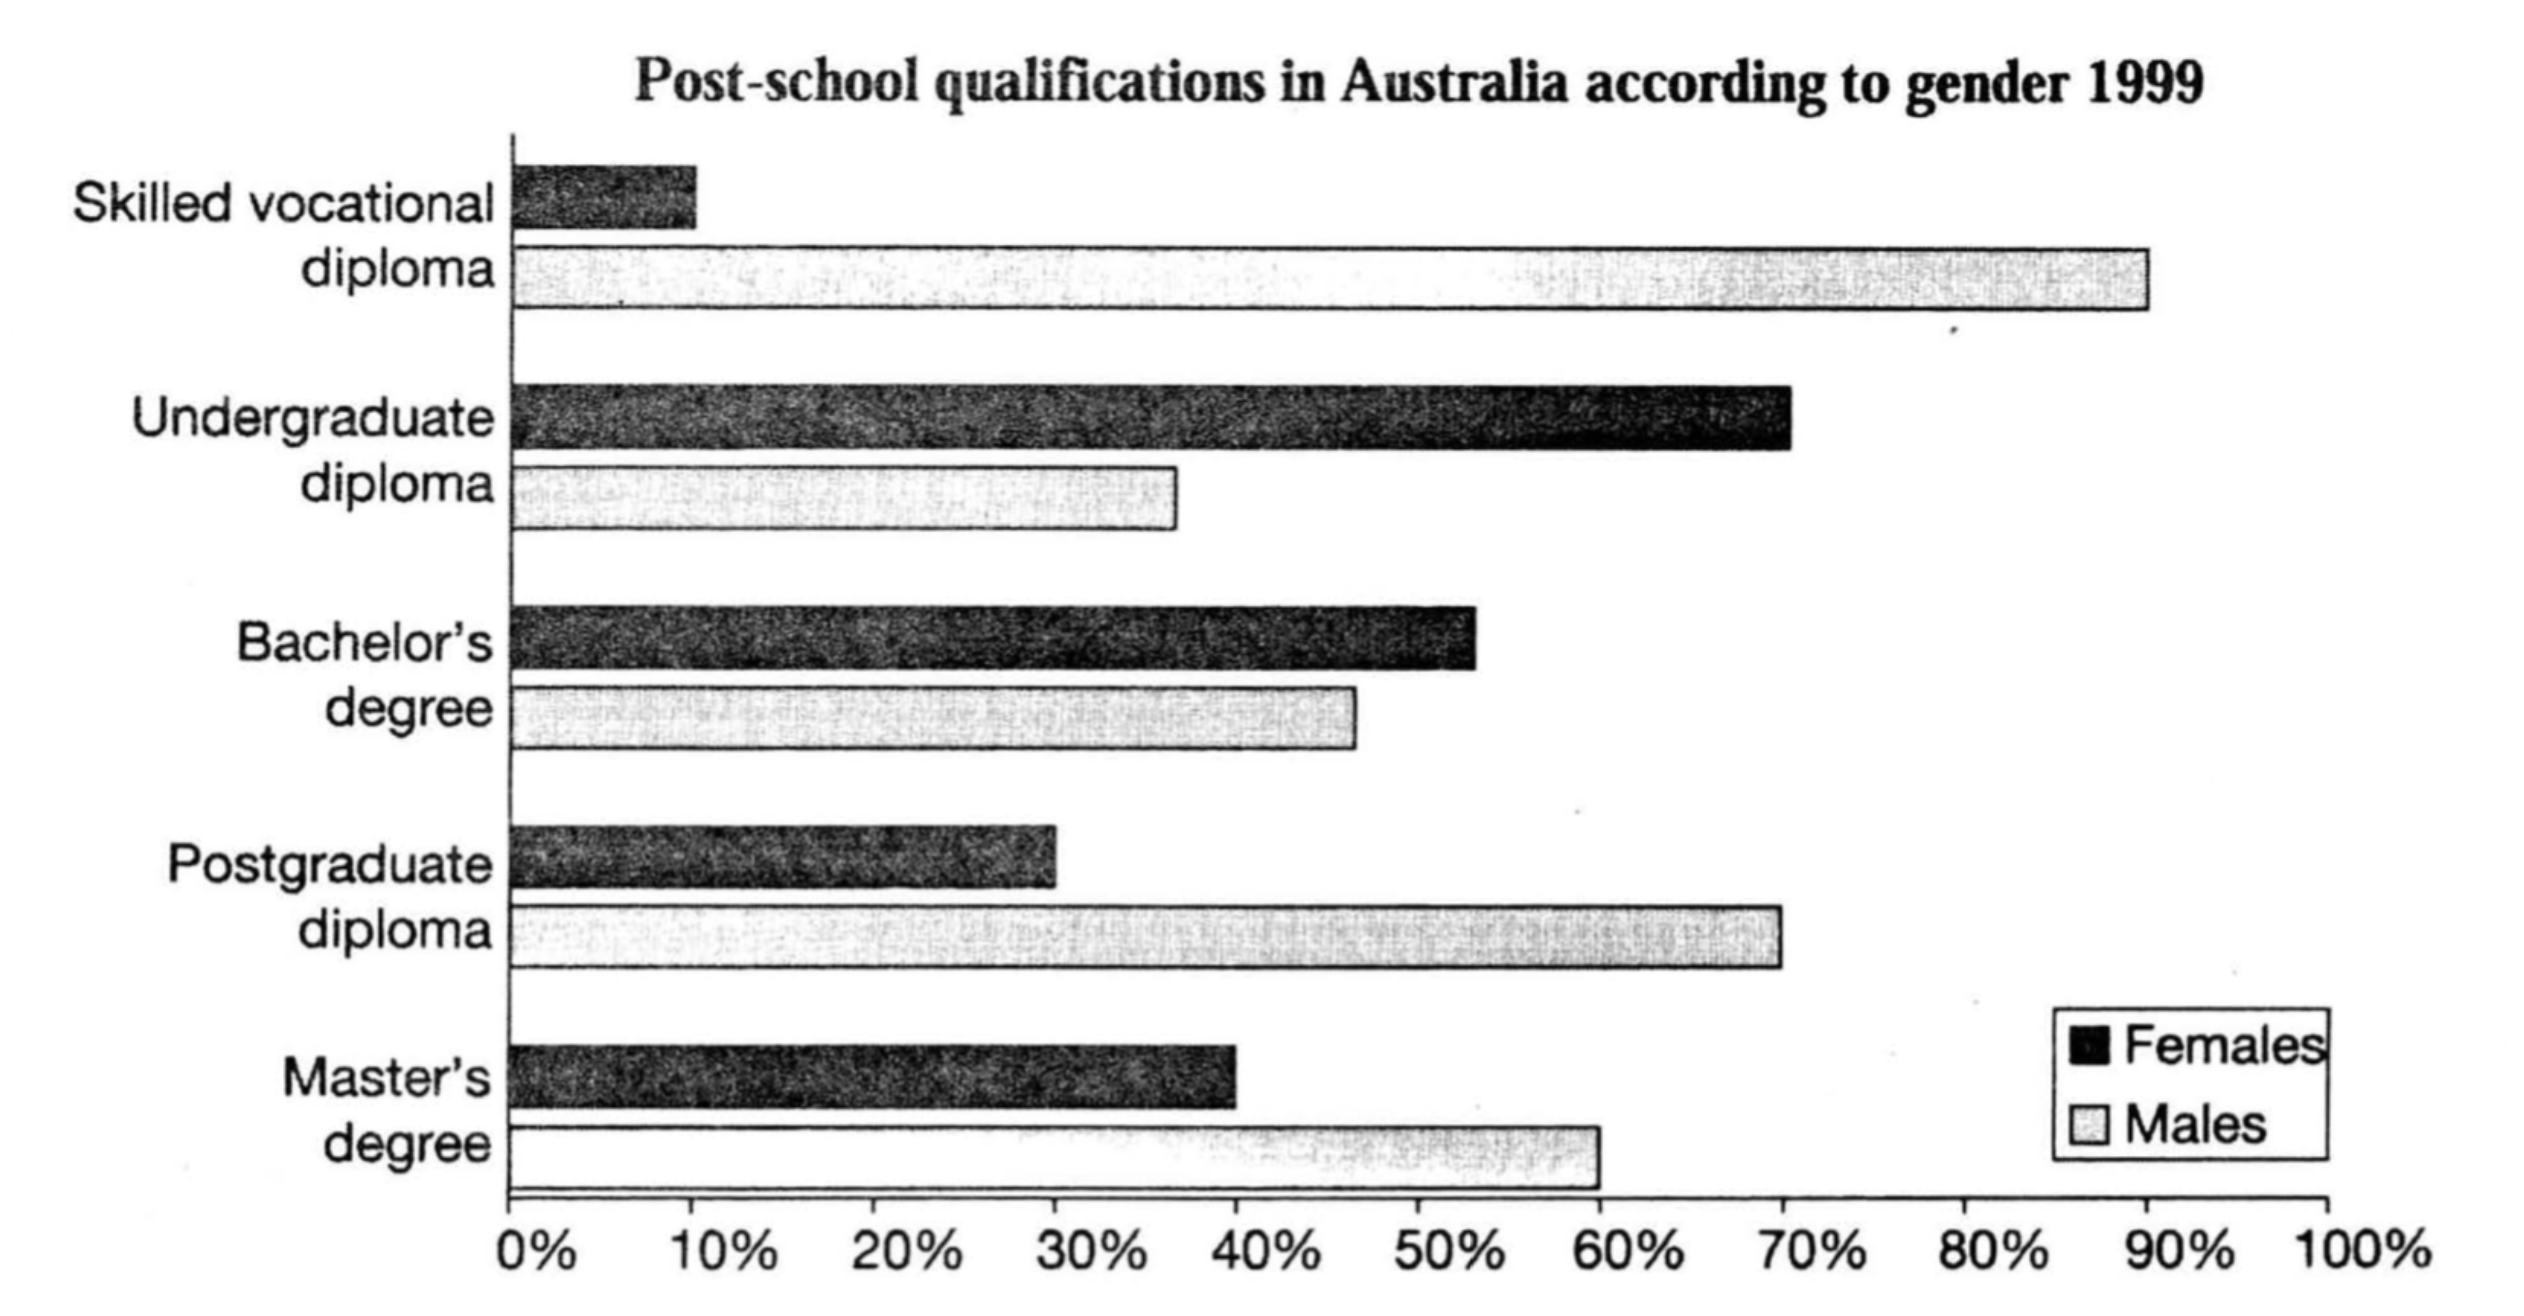 Post-school qualifications in Australia according to gender 1999
Skilled vocational
diploma
Undergraduate
diploma
Bachelor's
degree
Postgraduate
diploma
Master's
degree
Females
Males
0% 10% 20% 30% 40% 50% 60% 70% 80% 90% 100%